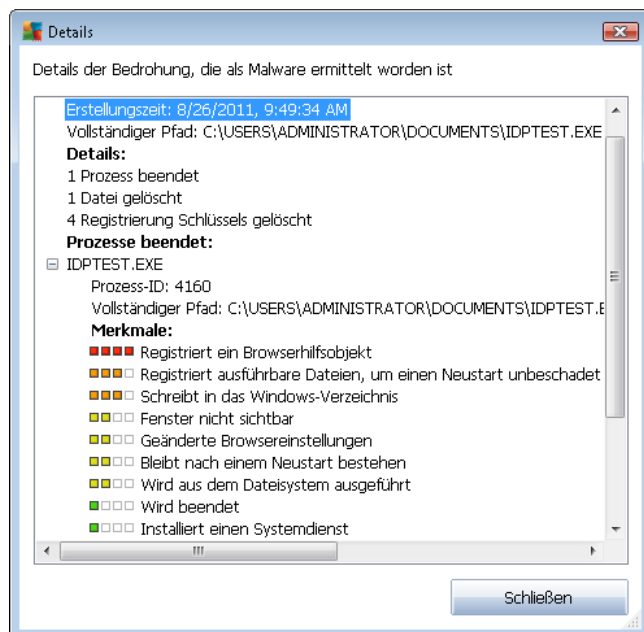 Details
Details der Bedrohung, die als Malware ermittelt worden ist
Erstellungszeit: 8/26/2011, 9:49:34 AM
Vollständiger Pfad: C:\USERS\ADMINISTRATOR\DOCUMENTS\IDPTEST.EXE
Details:
1 Prozess beendet
1 Datei gelöscht
4 Registrierung Schlüssels gelöscht
Prozesse beendet:
IDPTEST.EXE
Prozess-ID: 4160
Vollständiger Pfad: C:\USERS\ADMINISTRATOR\DOCUMENTS\IDPTEST.E
Merkmale:
Registriert ein Browserhilfsobjekt
Registriert ausführbare Dateien, um einen Neustart unbeschadet
Schreibt in das Windows-Verzeichnis
Fenster nicht sichtbar
Geänderte Browsereinstellungen
Bleibt nach einem Neustart bestehen
Wird aus dem Dateisystem ausgeführt
Wird beendet
Installiert einen Systemdienst
Schließen